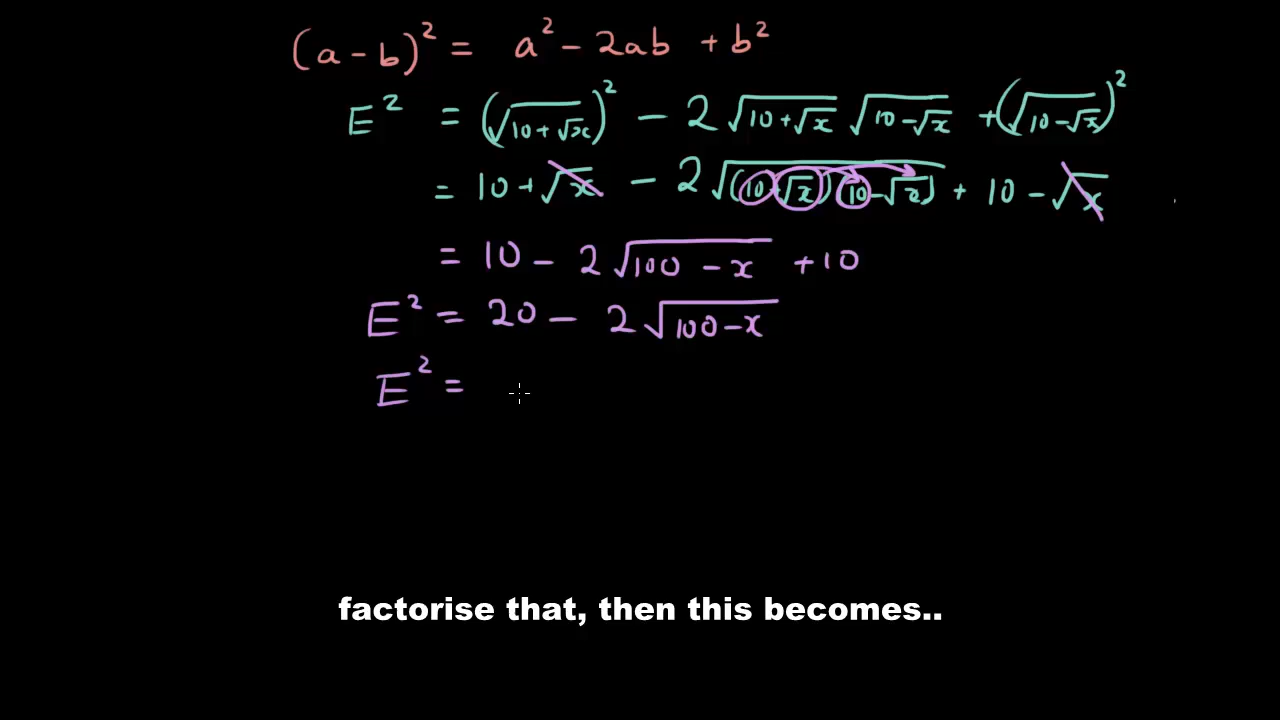 (a - b)² = a² - 2ab + b²
E² = (√(10 + √x))² - 2 √(10 + √x) √(10 - √x) + (√(10 - √x))²
= 10 + √x - 2 √((10 + √x)(10 - √x)) + 10 - √x
= 10 - 2 √(100 - x) + 10
E² = 20 - 2 √(100 - x)
E² =
factorise that, then this becomes..